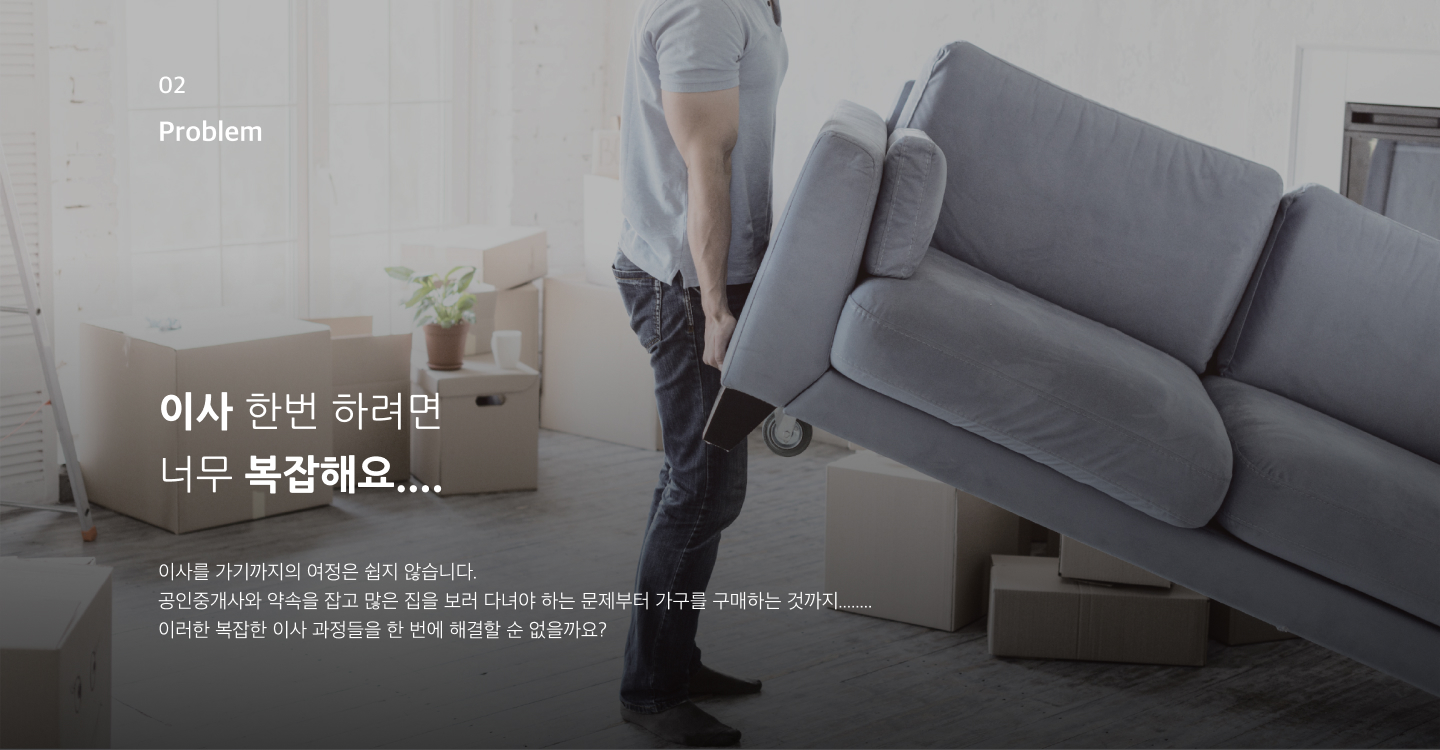 02
Problem
이사 한번 하려면
너무 복잡해요....
이사를 가기까지의 여정은 쉽지 않습니다.
공인중개사와 약속을 잡고 많은 집을 보러 다녀야 하는 문제부터 가구를 구매하는 것까지........
이러한 복잡한 이사 과정들을 한 번에 해결할 순 없을까요?